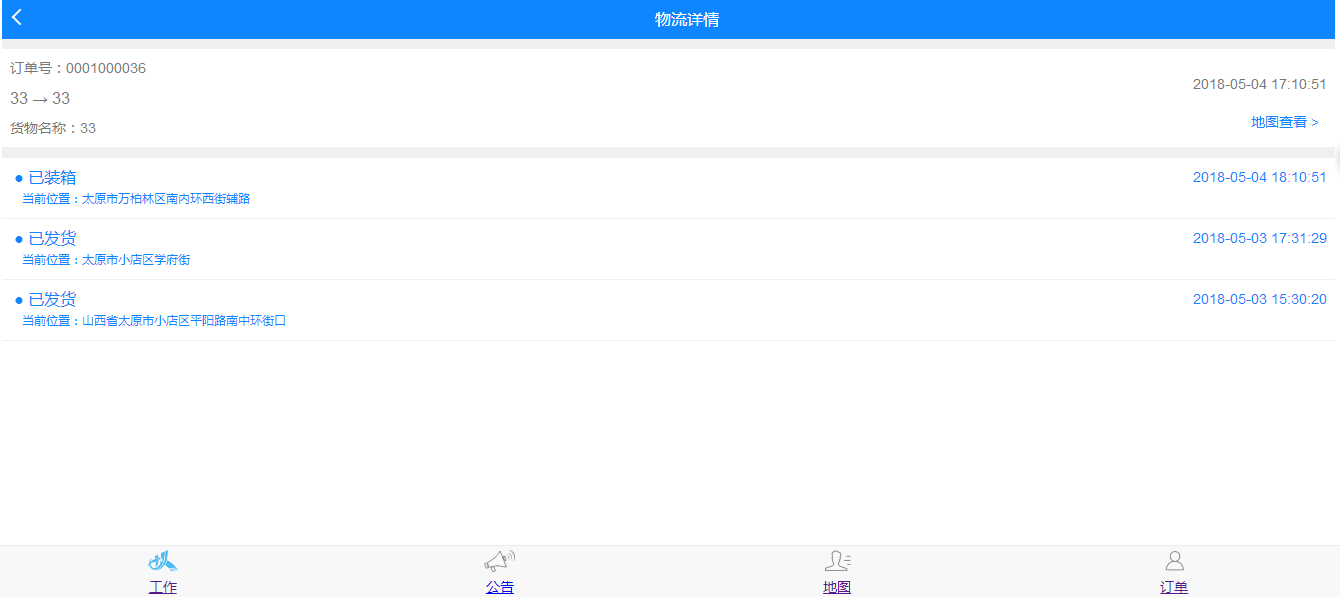 物流详情
订单号：0001000036
33 → 33
货物名称：33
2018-05-04 17:10:51
地图查看 >
● 已装箱
2018-05-04 18:10:51
当前位置：太原市万柏林区南内环西街辅路
● 已发货
2018-05-03 17:31:29
当前位置：太原市小店区学府街
● 已发货
2018-05-03 15:30:20
当前位置：山西省太原市小店区平阳路南中环街口
工作
公告
地图
订单